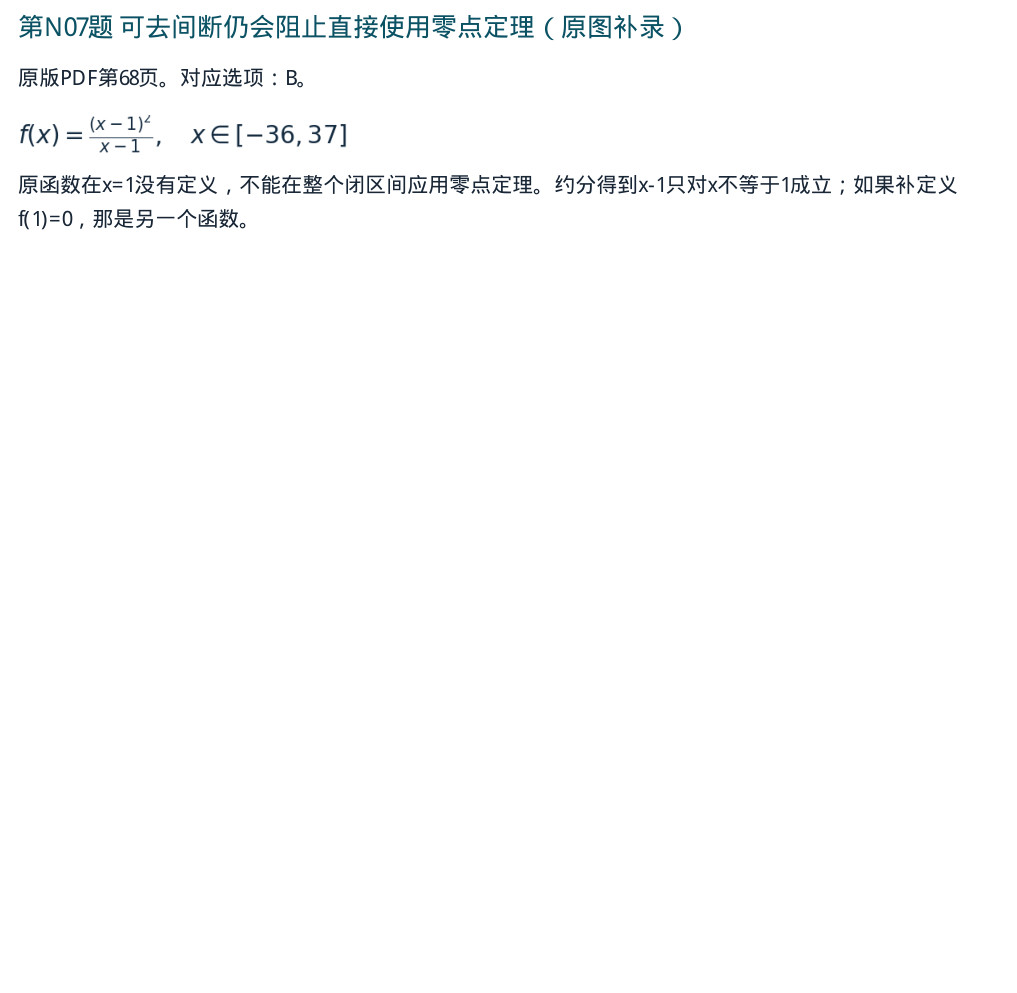 第N07题 可去间断仍会阻止直接使用零点定理（原图补录）
原版PDF第68页。对应选项：B。
f(x) = (x − 1)² / (x − 1),    x ∈ [−36, 37]
原函数在x=1没有定义，不能在整个闭区间应用零点定理。约分得到x-1只对x不等于1成立；如果补定义
f(1)=0，那是另一个函数。